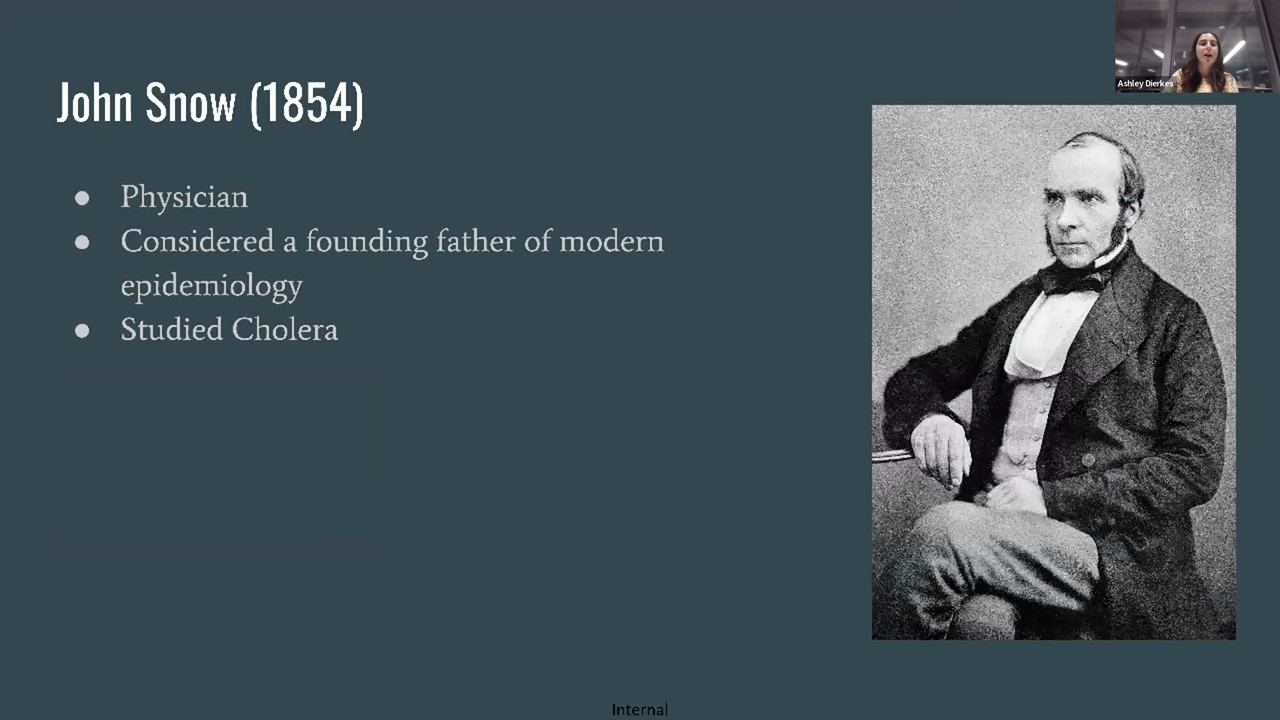 Ashley Dierkes
John Snow (1854)
● Physician
● Considered a founding father of modern
epidemiology
● Studied Cholera
Internal